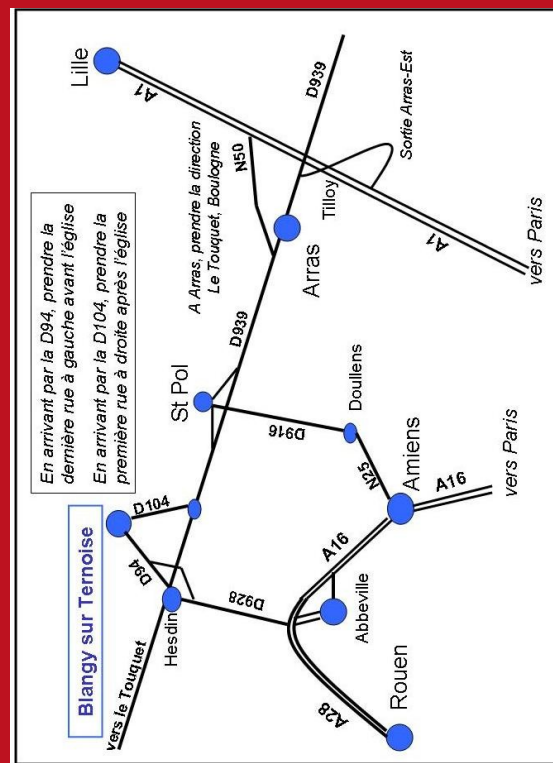 En arrivant par la D94, prendre la
dernière rue à gauche avant l'église
En arrivant par la D104, prendre la
première rue à droite après l'église
Blangy sur Ternoise
vers le Touquet
D94
D104
Hesdin
St Pol
D939
A Arras, prendre la direction
Le Touquet, Boulogne
N50
Lille
A1
D939
Tilloy
Sortie Arras-Est
Arras
A1
vers Paris
D916
Doullens
N25
Amiens
A16
vers Paris
A16
D928
Abbeville
A28
Rouen